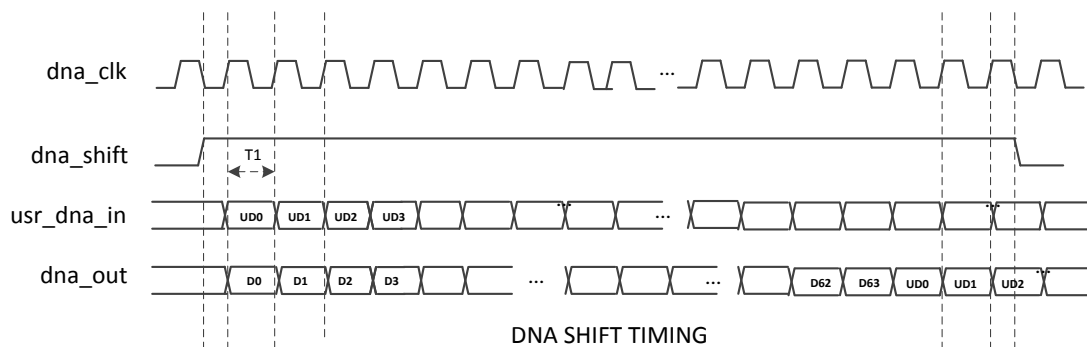 dna_clk ...
dna_shift
T1
usr_dna_in UD0 UD1 UD2 UD3 ... ... ...
dna_out D0 D1 D2 D3 ... ... D62 D63 UD0 UD1 UD2 ...
DNA SHIFT TIMING